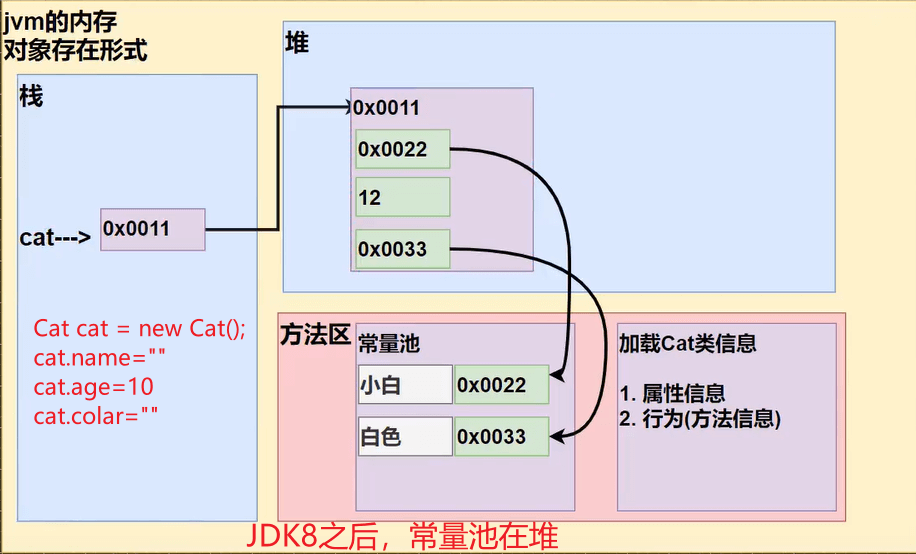 jvm的内存
对象存在形式
栈
cat--->
0x0011
Cat cat = new Cat();
cat.name=""
cat.age=10
cat.colar=""
堆
0x0011
0x0022
12
0x0033
方法区
常量池
小白
0x0022
白色
0x0033
加载Cat类信息
1. 属性信息
2. 行为(方法信息)
JDK8之后，常量池在堆